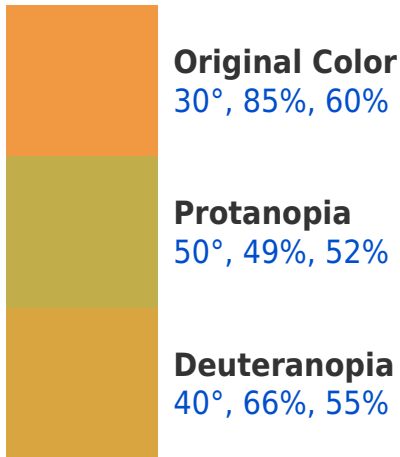 Original Color
30°, 85%, 60%
Protanopia
50°, 49%, 52%
Deuteranopia
40°, 66%, 55%